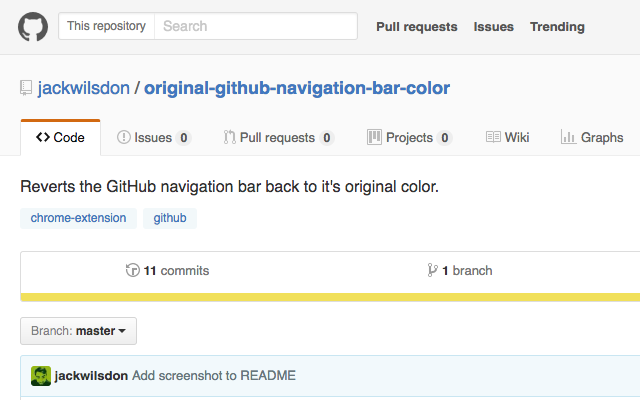 This repository Search Pull requests Issues Trending
jackwilsdon / original-github-navigation-bar-color
Code Issues 0 Pull requests 0 Projects 0 Wiki Graphs
Reverts the GitHub navigation bar back to it's original color.
chrome-extension github
11 commits 1 branch
Branch: master
jackwilsdon Add screenshot to README